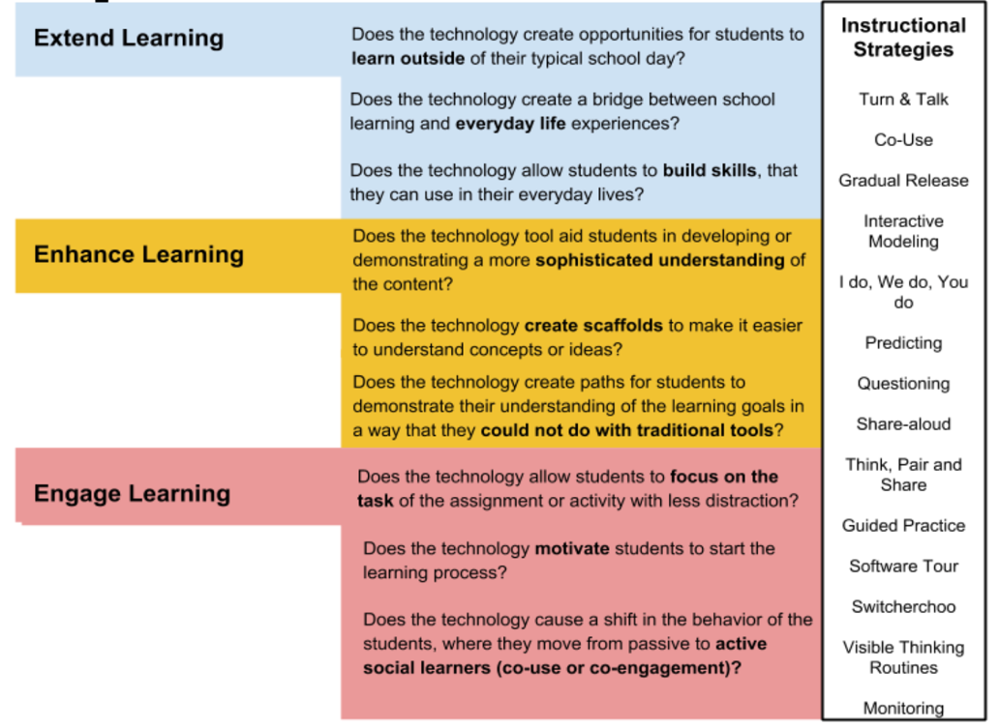 Extend Learning
Does the technology create opportunities for students to
learn outside of their typical school day?
Does the technology create a bridge between school
learning and everyday life experiences?
Does the technology allow students to build skills, that
they can use in their everyday lives?
Enhance Learning
Does the technology tool aid students in developing or
demonstrating a more sophisticated understanding of
the content?
Does the technology create scaffolds to make it easier
to understand concepts or ideas?
Does the technology create paths for students to
demonstrate their understanding of the learning goals in
a way that they could not do with traditional tools?
Engage Learning
Does the technology allow students to focus on the
task of the assignment or activity with less distraction?
Does the technology motivate students to start the
learning process?
Does the technology cause a shift in the behavior of the
students, where they move from passive to active
social learners (co-use or co-engagement)?
Instructional
Strategies
Turn & Talk
Co-Use
Gradual Release
Interactive
Modeling
I do, We do, You
do
Predicting
Questioning
Share-aloud
Think, Pair and
Share
Guided Practice
Software Tour
Switcherchoo
Visible Thinking
Routines
Monitoring